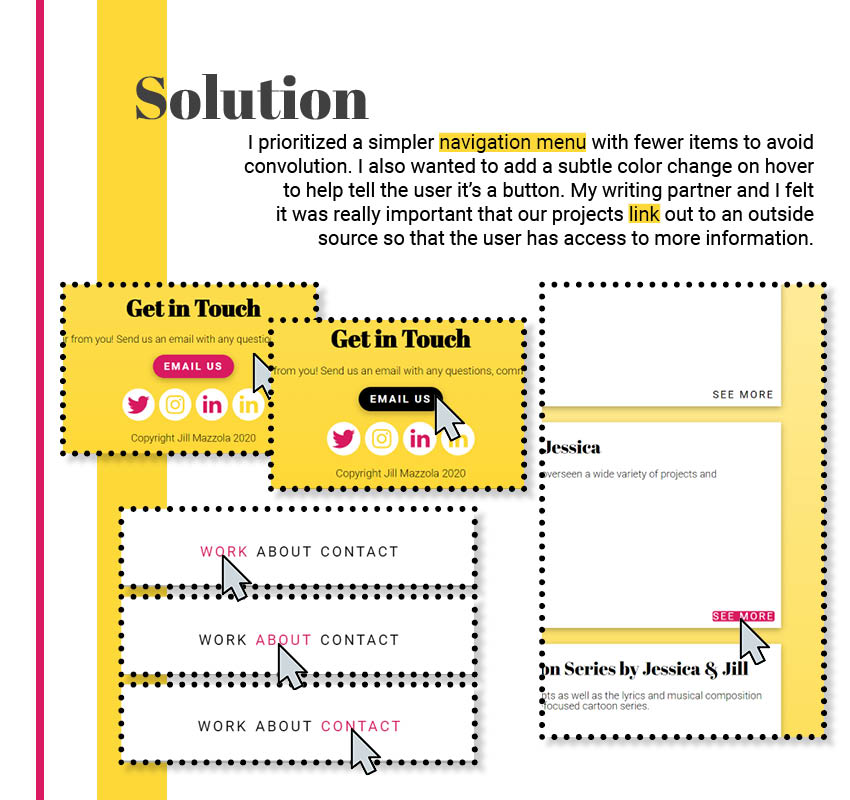 Solution
I prioritized a simpler navigation menu with fewer items to avoid
convolution. I also wanted to add a subtle color change on hover
to help tell the user it’s a button. My writing partner and I felt
it was really important that our projects link out to an outside
source so that the user has access to more information.
Get in Touch
from you! Send us an email with any
EMAIL US
in
in
Copyright Jill Mazzola 2020
Get in Touch
from you! Send us an email with any questions,
EMAIL US
in
Copyright Jill Mazzola 2020
WORK ABOUT CONTACT
WORK ABOUT CONTACT
WORK ABOUT CONTACT
SEE MORE
Jessica
overseen a wide variety of projects and
SEE MORE
Series by Jessica & Jill
as well as the lyrics and musical composition
focused cartoon series.